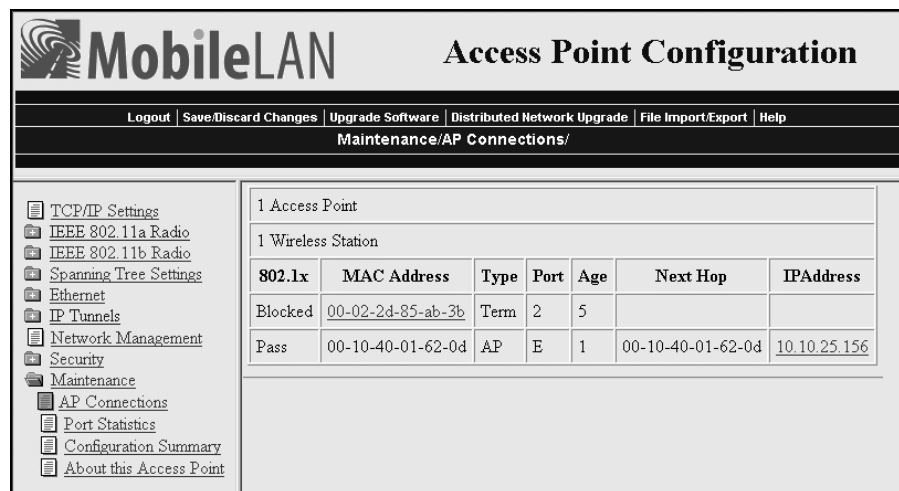 MobileLAN
Access Point Configuration
Logout | Save/Discard Changes | Upgrade Software | Distributed Network Upgrade | File Import/Export | Help
Maintenance/AP Connections/
TCP/IP Settings
IEEE 802.11a Radio
IEEE 802.11b Radio
Spanning Tree Settings
Ethernet
IP Tunnels
Network Management
Security
Maintenance
AP Connections
Port Statistics
Configuration Summary
About this Access Point
1 Access Point
1 Wireless Station
802.1x MAC Address Type Port Age Next Hop IPAddress
Blocked 00-02-2d-85-ab-3b Term 2 5
Pass 00-10-40-01-62-0d AP E 1 00-10-40-01-62-0d 10.10.25.156